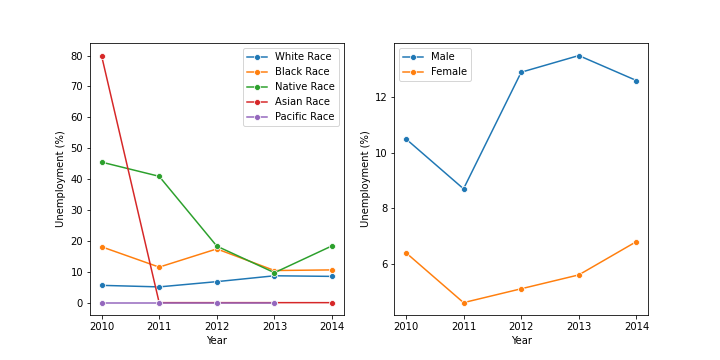 White Race
Black Race
Native Race
Asian Race
Pacific Race
80
70
60
50
40
30
20
10
0
Unemployment (%)
2010 2011 2012 2013 2014
Year
Male
Female
12
10
8
6
Unemployment (%)
2010 2011 2012 2013 2014
Year